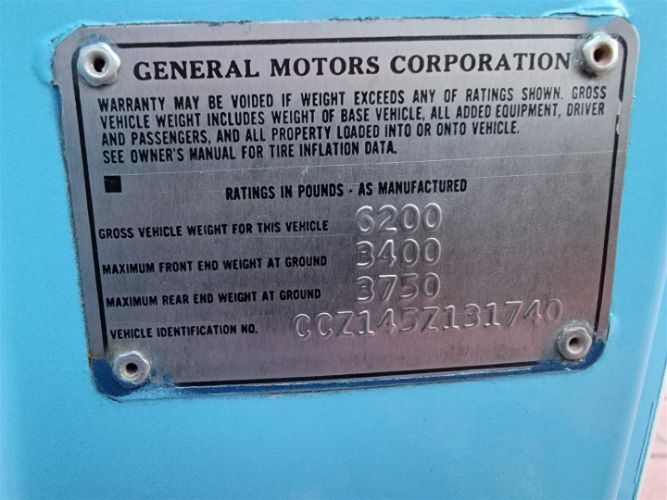 GENERAL MOTORS CORPORATION
WARRANTY MAY BE VOIDED IF WEIGHT EXCEEDS ANY OF RATINGS SHOWN. GROSS
VEHICLE WEIGHT INCLUDES WEIGHT OF BASE VEHICLE, ALL ADDED EQUIPMENT, DRIVER
AND PASSENGERS, AND ALL PROPERTY LOADED INTO OR ONTO VEHICLE.
SEE OWNER'S MANUAL FOR TIRE INFLATION DATA.
RATINGS IN POUNDS - AS MANUFACTURED
GROSS VEHICLE WEIGHT FOR THIS VEHICLE 6200
MAXIMUM FRONT END WEIGHT AT GROUND 3400
MAXIMUM REAR END WEIGHT AT GROUND 3750
VEHICLE IDENTIFICATION NO. CCZ145Z131740